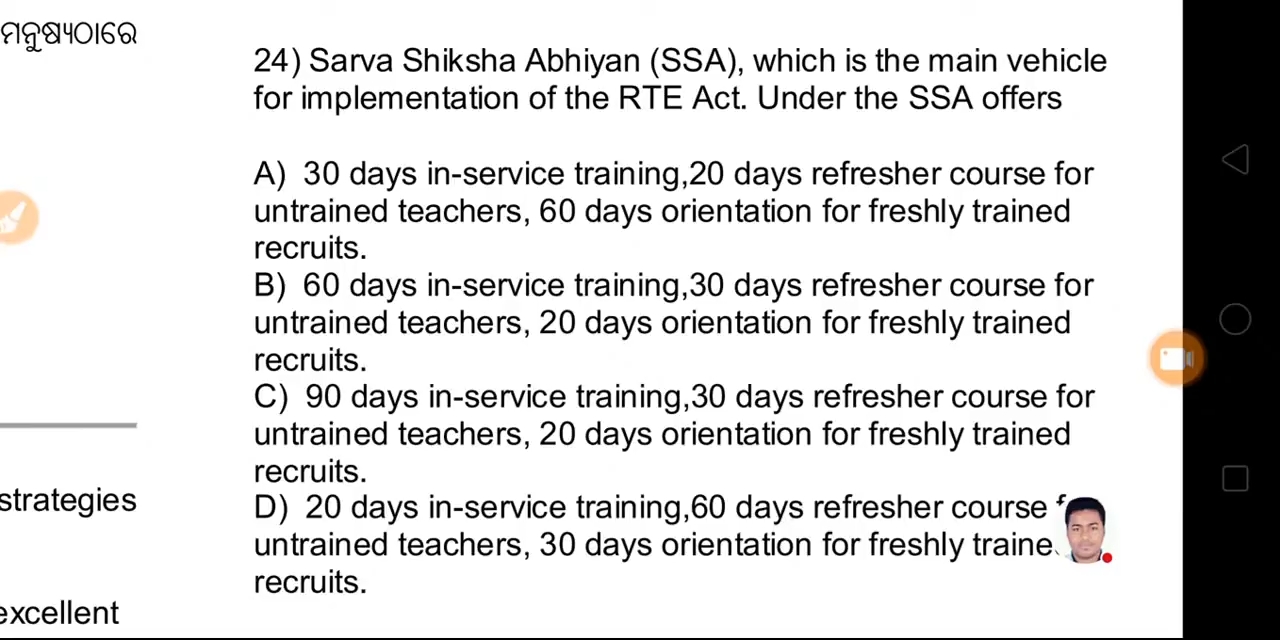 ମନୁଷ୍ୟଠାରେ
24) Sarva Shiksha Abhiyan (SSA), which is the main vehicle
for implementation of the RTE Act. Under the SSA offers
A) 30 days in-service training,20 days refresher course for
untrained teachers, 60 days orientation for freshly trained
recruits.
B) 60 days in-service training,30 days refresher course for
untrained teachers, 20 days orientation for freshly trained
recruits.
C) 90 days in-service training,30 days refresher course for
untrained teachers, 20 days orientation for freshly trained
recruits.
strategies
D) 20 days in-service training,60 days refresher course
untrained teachers, 30 days orientation for freshly traine
recruits.
excellent